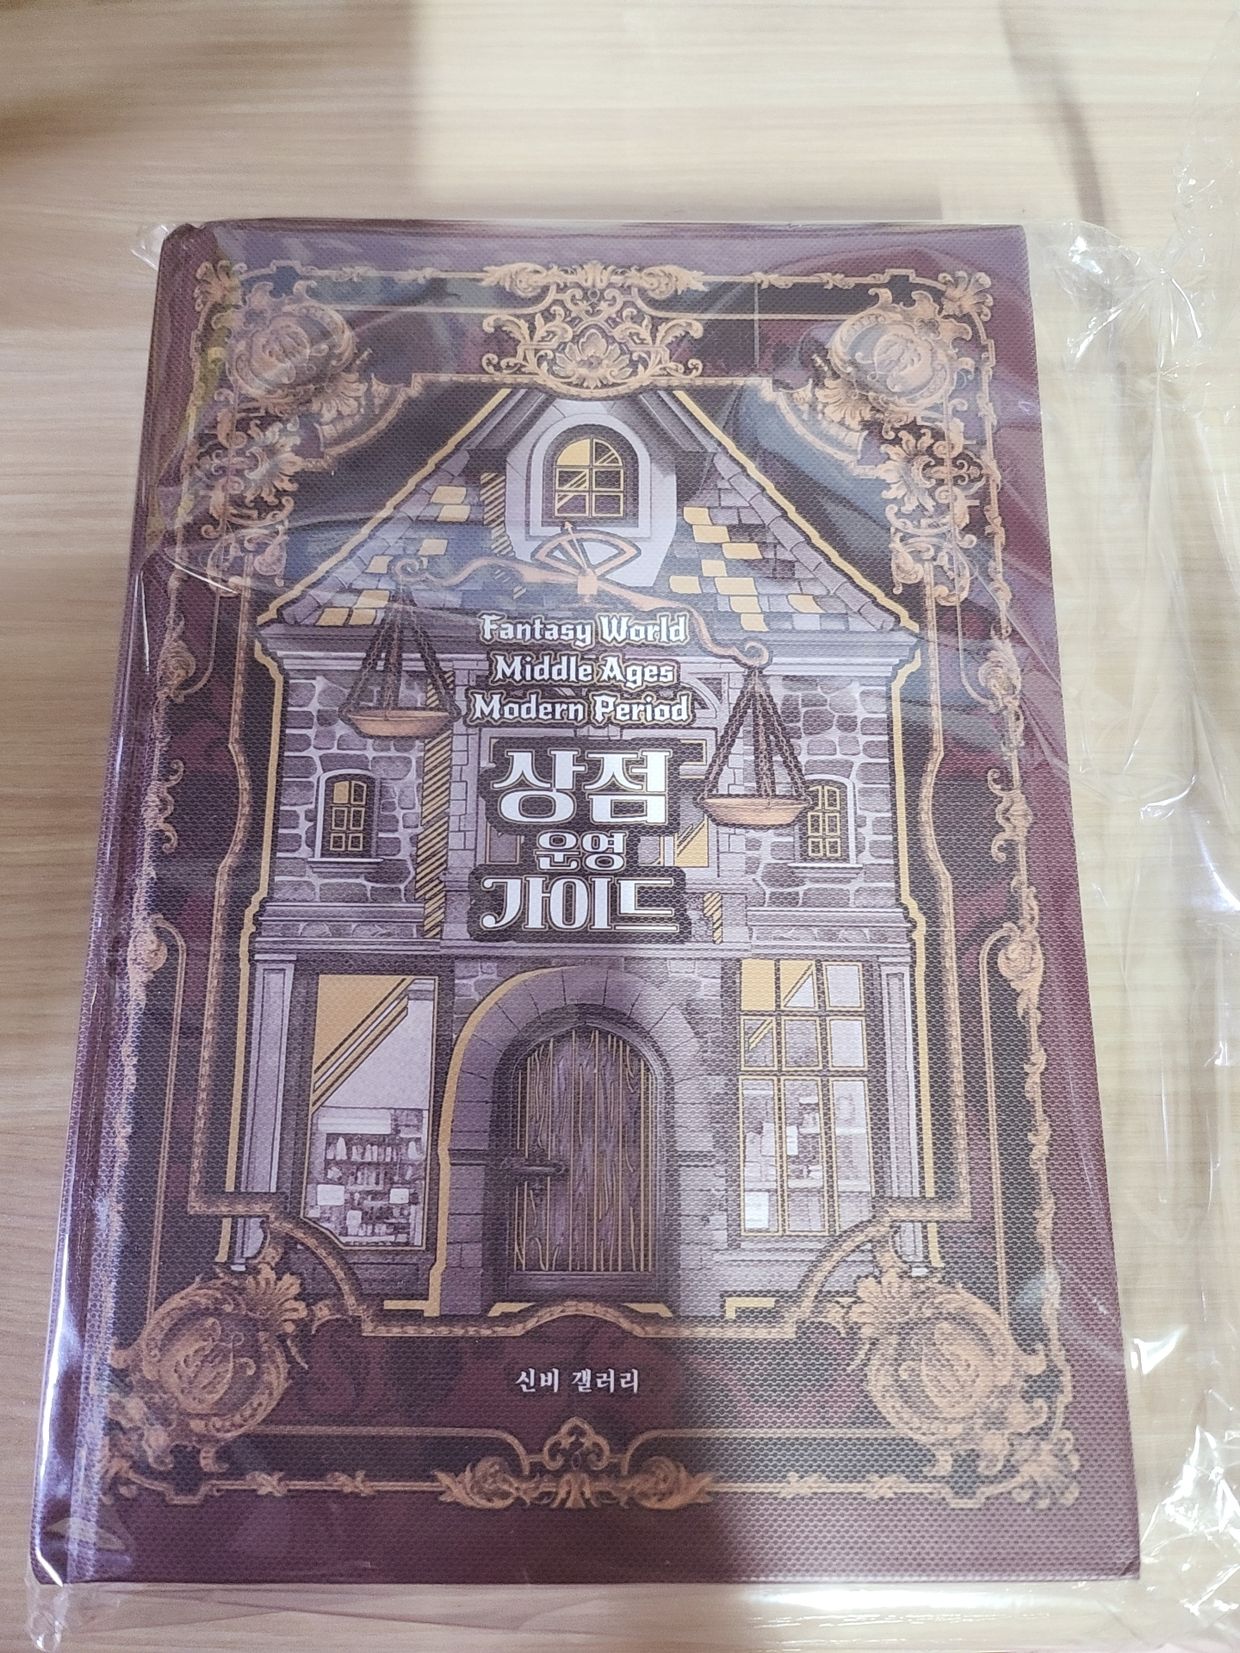 Fantasy World
Middle Ages
Modern Period
상점
운영
가이드
신비 갤러리